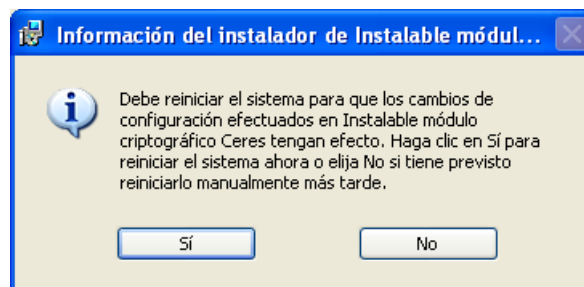 Información del instalador de Instalable módul...
Debe reiniciar el sistema para que los cambios de
configuración efectuados en Instalable módulo
criptográfico Ceres tengan efecto. Haga clic en Sí para
reiniciar el sistema ahora o elija No si tiene previsto
reiniciarlo manualmente más tarde.
Sí
No